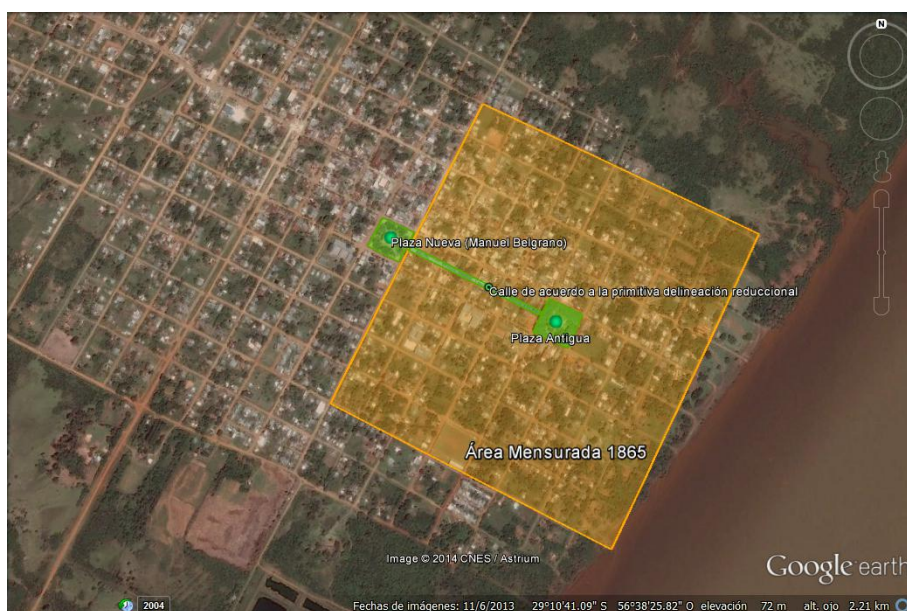 N
Plaza Nueva (Manuel Belgrano)
Calle de acuerdo a la primitiva delineación reduccional
Plaza Antigua
Área Mensurada 1865
Image © 2014 CNES / Astrium
Google earth
2004
Fechas de imágenes: 11/6/2013 29°10'41.09" S 56°38'25.82" O elevación 72 m alt. ojo 2.21 km